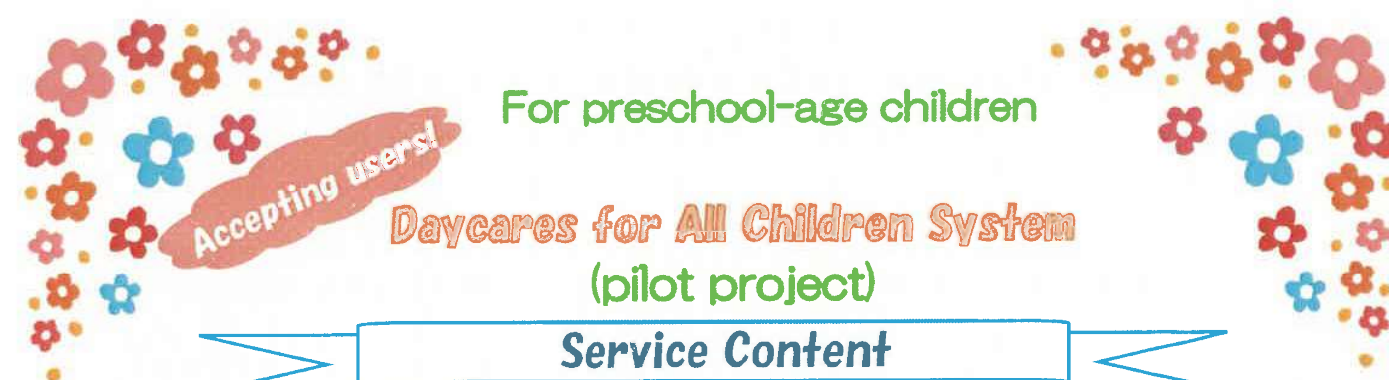 For preschool-age children
Accepting users!
Daycares for All Children System
(pilot project)
Service Content